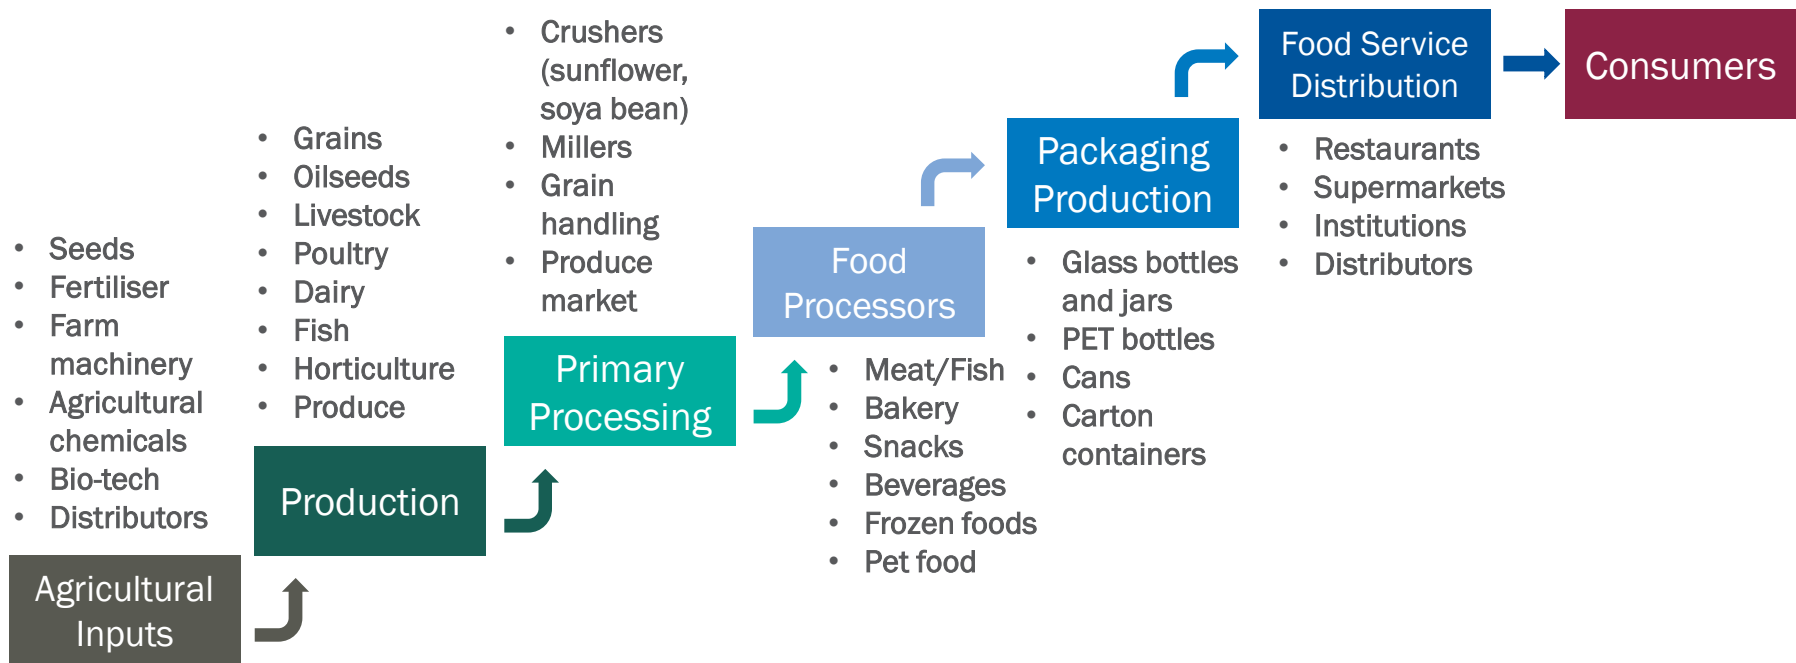 • Seeds
• Fertiliser
• Farm
machinery
• Agricultural
chemicals
• Bio-tech
• Distributors
Agricultural
Inputs
• Grains
• Oilseeds
• Livestock
• Poultry
• Dairy
• Fish
• Horticulture
• Produce
Production
• Crushers
(sunflower,
soya bean)
• Millers
• Grain
handling
• Produce
market
Primary
Processing
Food
Processors
• Meat/Fish
• Bakery
• Snacks
• Beverages
• Frozen foods
• Pet food
Packaging
Production
• Glass bottles
and jars
• PET bottles
• Cans
• Carton
containers
Food Service
Distribution
• Restaurants
• Supermarkets
• Institutions
• Distributors
Consumers